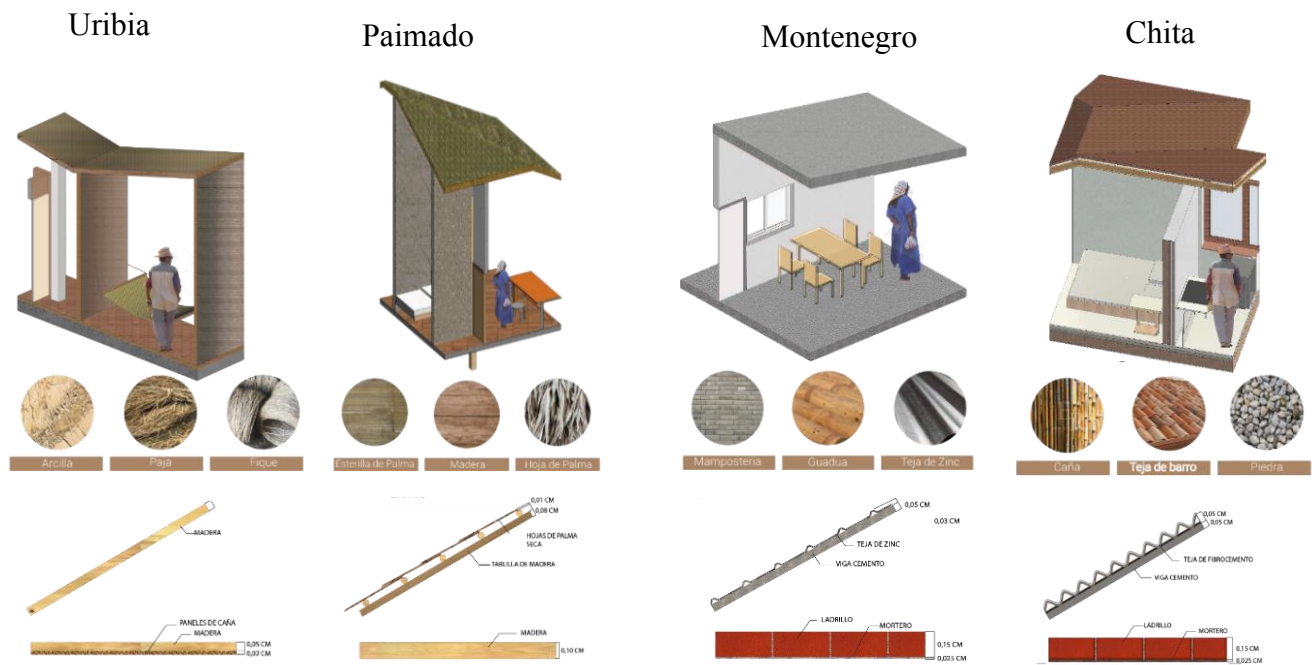 Uribia
Paimado
Montenegro
Chita
Arcilla
Paja
Fique
Esterilla de Palma
Madera
Hoja de Palma
Mamposteria
Guadua
Teja de Zinc
Caña
Teja de barro
Piedra
MADERA
PANELES DE CAÑA
MADERA
0,05 CM
0,02 CM
0,01 CM
0,08 CM
HOJAS DE PALMA
SECA
TABLILLA DE MADERA
MADERA
0,10 CM
0,05 CM
0,03 CM
TEJA DE ZINC
VIGA CEMENTO
LADRILLO
MORTERO
0,15 CM
0,025 CM
0,05 CM
0,05 CM
TEJA DE FIBROCEMENTO
VIGA CEMENTO
LADRILLO
MORTERO
0,15 CM
0,025 CM